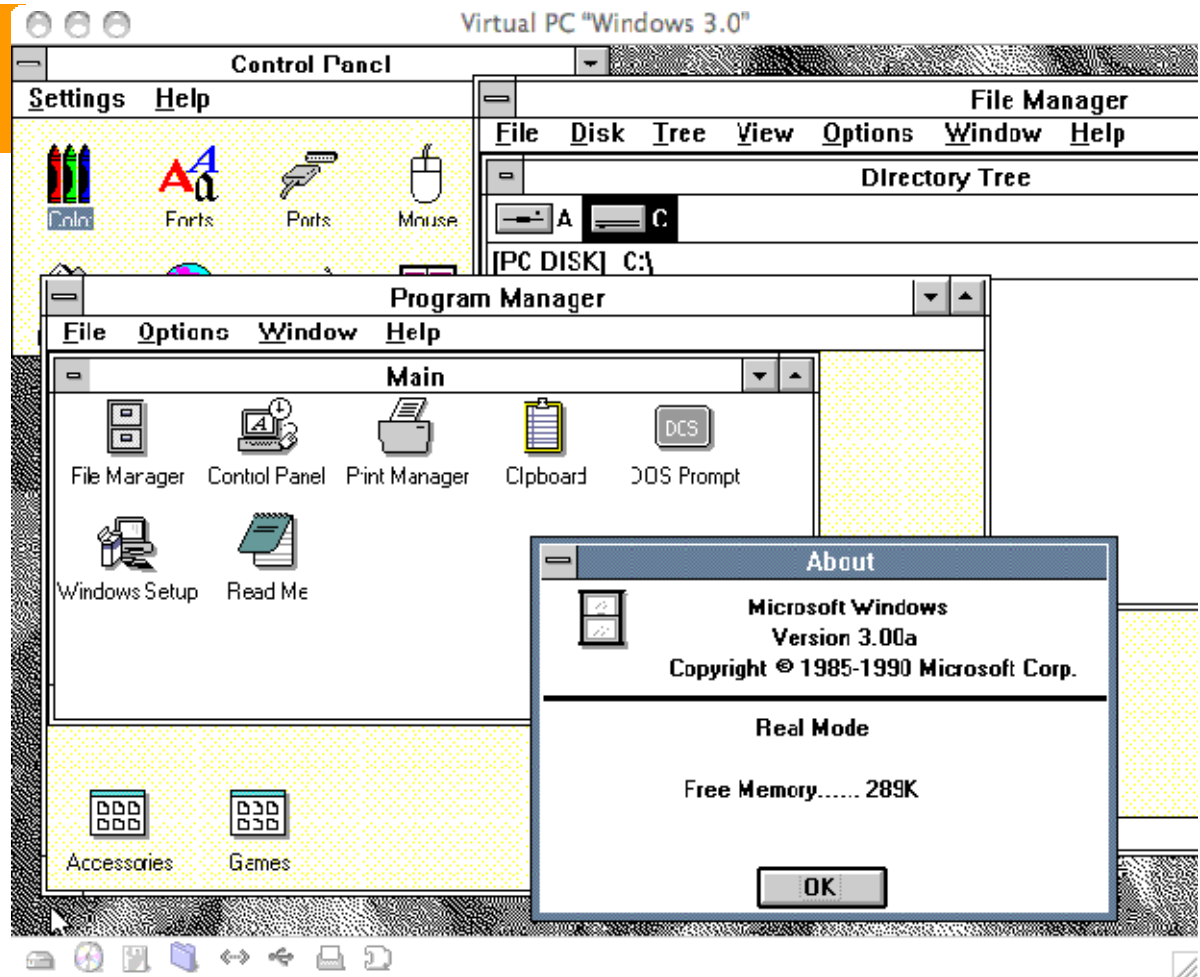 Virtual PC “Windows 3.0”
Control Panel
Settings Help
Color Fonts Ports Mouse
File Manager
File Disk Tree View Options Window Help
Directory Tree
A C
[PC DISK] C:\
Program Manager
File Options Window Help
Main
File Manager Control Panel Print Manager Clipboard DOS Prompt
DOS
Windows Setup Read Me
Accessories Games
About
Microsoft Windows
Version 3.00a
Copyright © 1985-1990 Microsoft Corp.
Real Mode
Free Memory...... 289K
OK